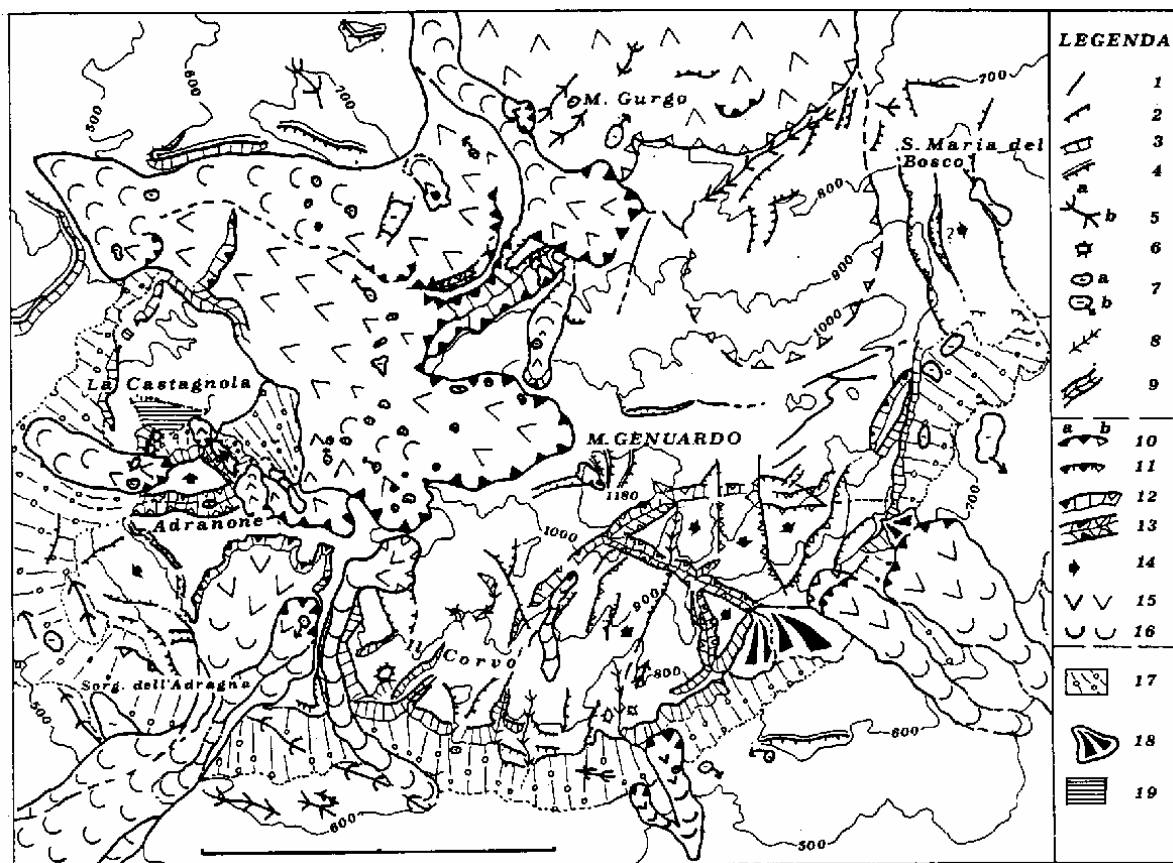 LEGENDA
1
2
3
4
a
b 5
6
a
b 7
8
9
a b 10
11
12
13
14
15
16
17
18
19
500
600
700
M. Gurgo
700
S. Maria del
Bosco
800
?
900
1000
La Castagnola
M. GENUARDO
1180
700
Adranone
1000
900
Il Corvo
800
Sorg. dell'Adragna
500
600
600
500